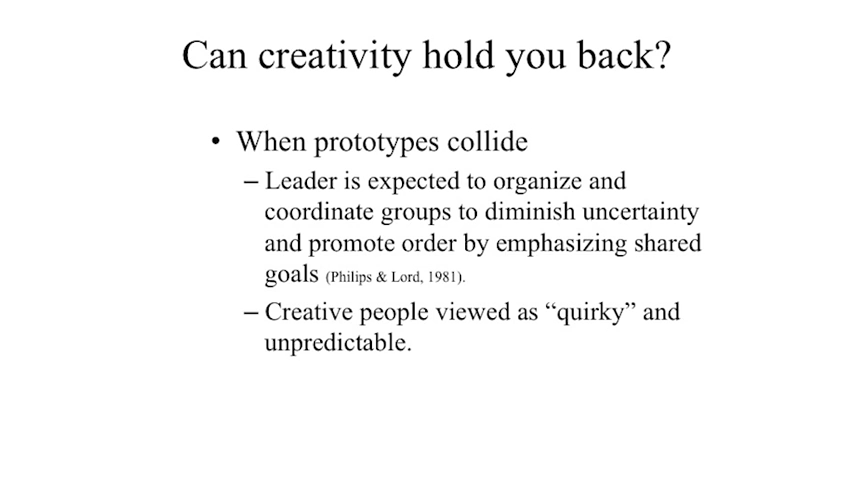 Can creativity hold you back?
• When prototypes collide
– Leader is expected to organize and
coordinate groups to diminish uncertainty
and promote order by emphasizing shared
goals (Philips & Lord, 1981).
– Creative people viewed as “quirky” and
unpredictable.